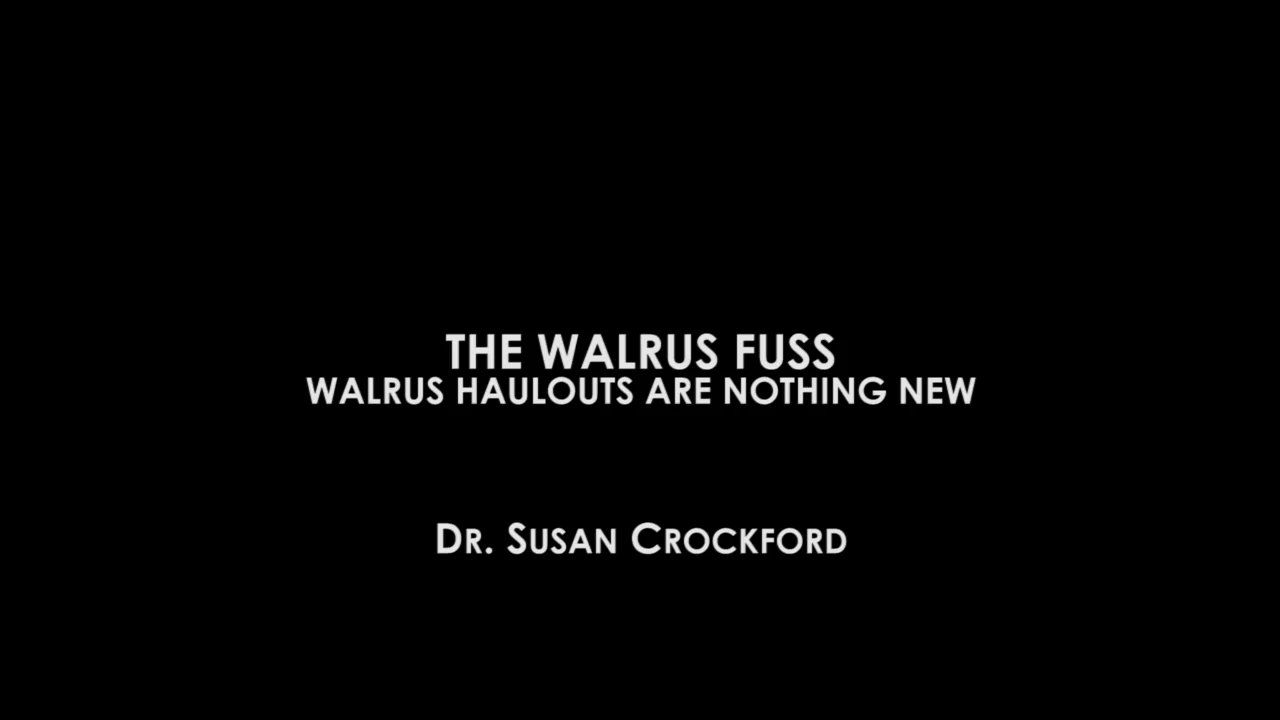 THE WALRUS FUSS
WALRUS HAULOUTS ARE NOTHING NEW
DR. SUSAN CROCKFORD